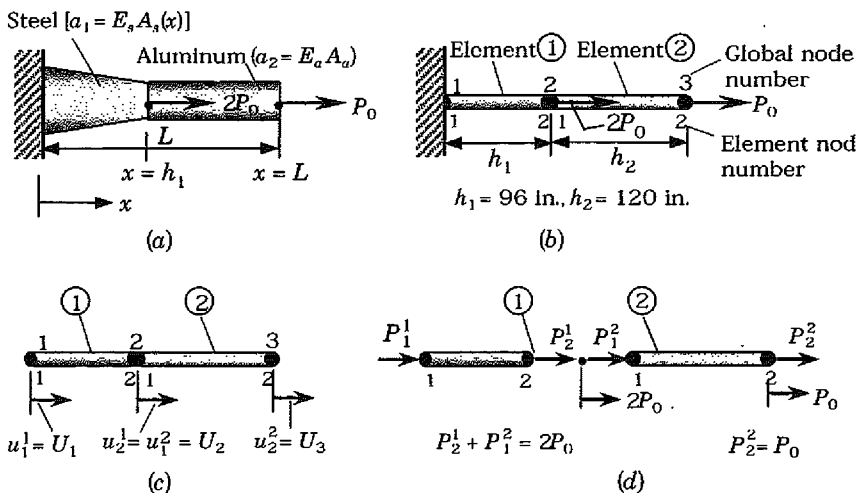 Steel [a₁ = EₛAₛ(x)]
Aluminum (a₂ = EₐAₐ)
2P₀
P₀
L
x = h₁
x = L
x
(a)
Element ①
Element ②
Global node
number
1
2
3
P₀
1
2
1
2P₀
2
Element nod
number
h₁
h₂
h₁ = 96 in., h₂ = 120 in.
(b)
①
②
1
2
3
1
2
1
2
u₁¹ = U₁
u₂¹ = u₁² = U₂
u₂² = U₃
(c)
①
②
P₁¹
P₂¹
P₁²
P₂²
1
2
1
2
2P₀
P₀
P₂¹ + P₁² = 2P₀
P₂² = P₀
(d)